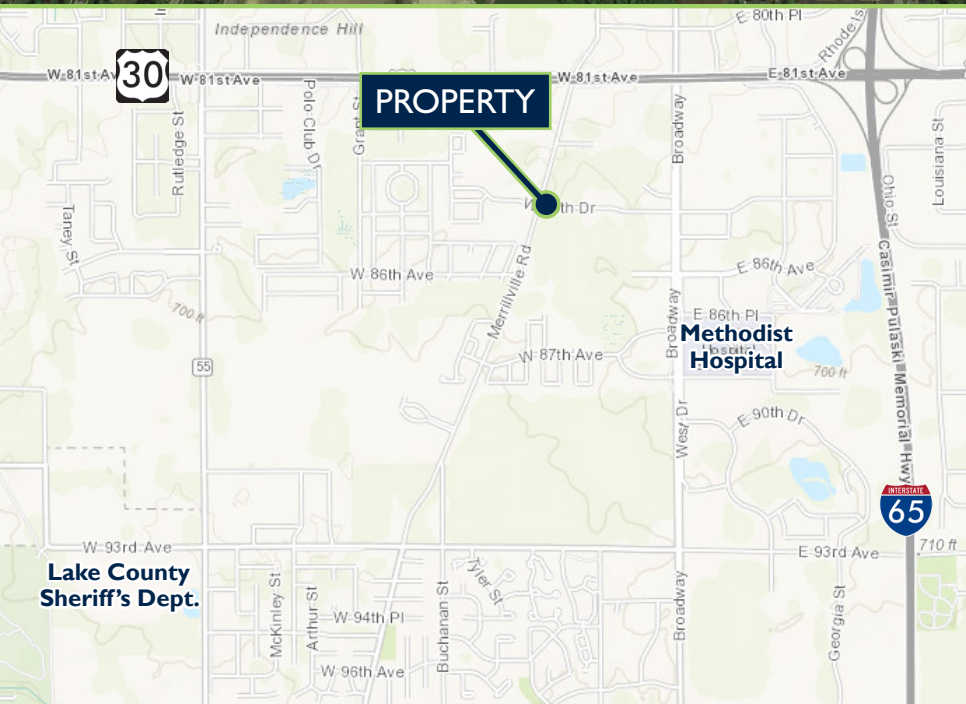 E 80th Pl
Independence Hill
Rhode Is
W 81st Av
30
W 81st Ave
W 81st Ave
E 81st Ave
PROPERTY
Polo Club Dr
Grant St
Rutledge St
Broadway
Louisiana St
Ohio St
Taney St
th Dr
Merrillville Rd
W 86th Ave
E 86th Ave
Casimir Pulaski Memorial Hwy
700 ft
Broadway
E 86th Pl
Methodist
Hospital
Hospital
W 87th Ave
55
700 ft
West Dr
E 90th Dr
INTERSTATE
65
W 93rd Ave
E 93rd Ave
710 ft
Lake County
Sheriff's Dept.
McKinley St
Arthur St
Buchanan St
Tyler St
Broadway
Georgia St
W 94th Pl
W 96th Ave